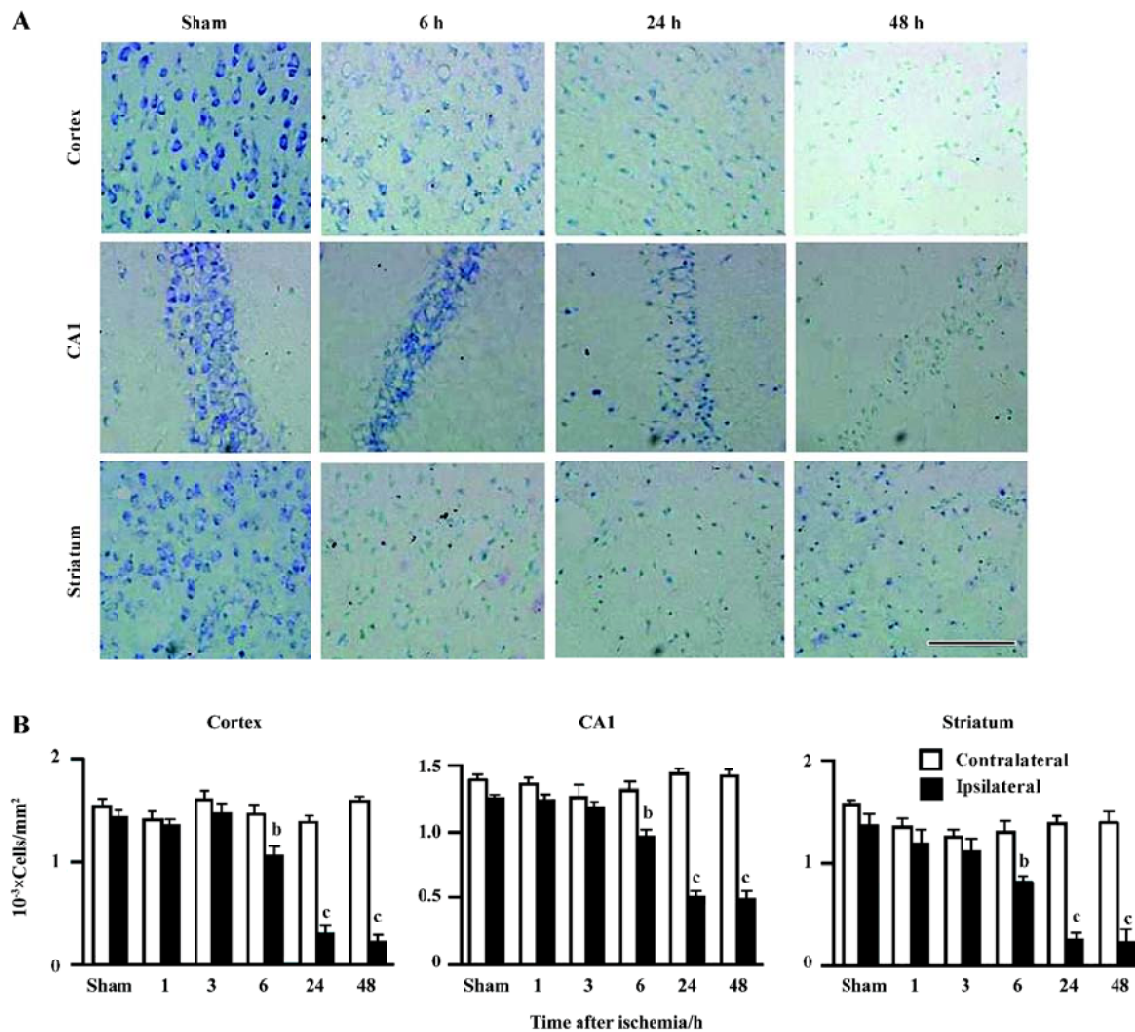 A
Sham 6 h 24 h 48 h
Cortex
CA1
Striatum
B
Cortex CA1 Striatum
10⁻³×Cells/mm²
2
1
0
b
c
c
Sham 1 3 6 24 48
1.5
1.0
0.5
0
b
c
c
Sham 1 3 6 24 48
2
1
0
Contralateral
Ipsilateral
b
c
c
Sham 1 3 6 24 48
Time after ischemia/h